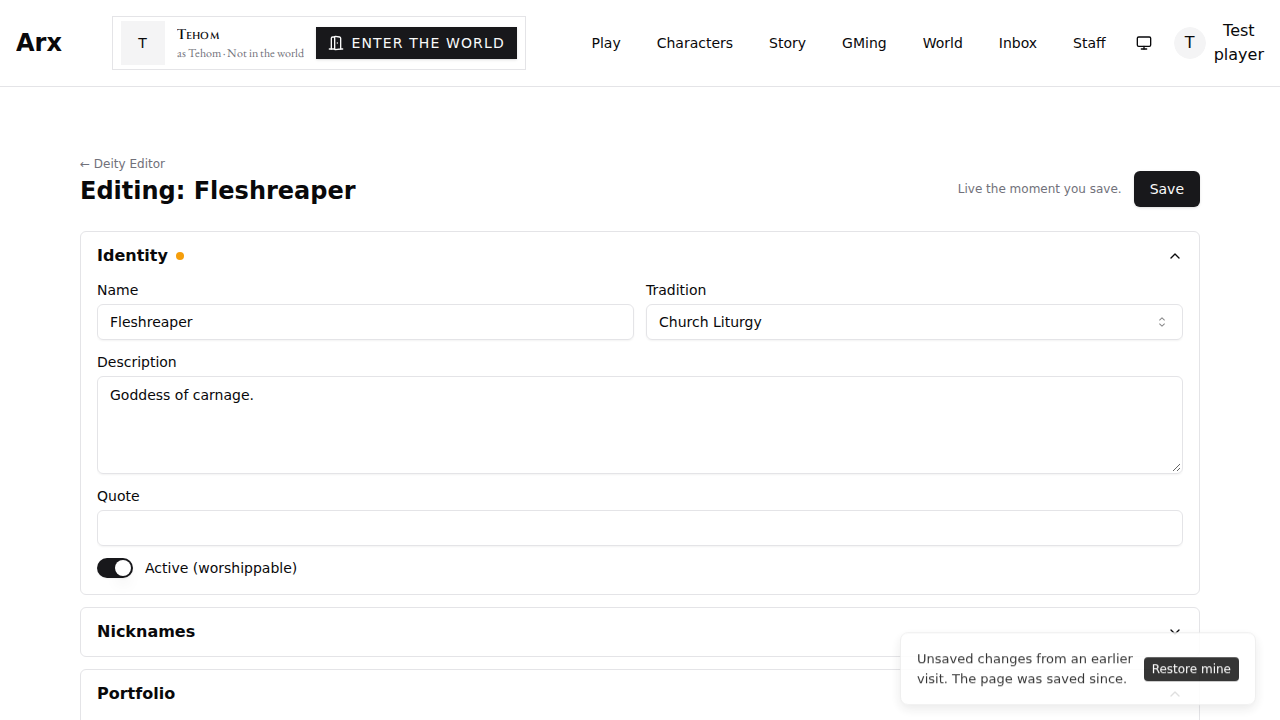 Arx
T
Tehom
as Tehom · Not in the world
ENTER THE WORLD
Play
Characters
Story
GMing
World
Inbox
Staff
T
Test player
← Deity Editor
Editing: Fleshreaper
Live the moment you save.
Save
Identity
Name
Tradition
Fleshreaper
Church Liturgy
Description
Goddess of carnage.
Quote
Active (worshippable)
Nicknames
Unsaved changes from an earlier
visit. The page was saved since.
Restore mine
Portfolio